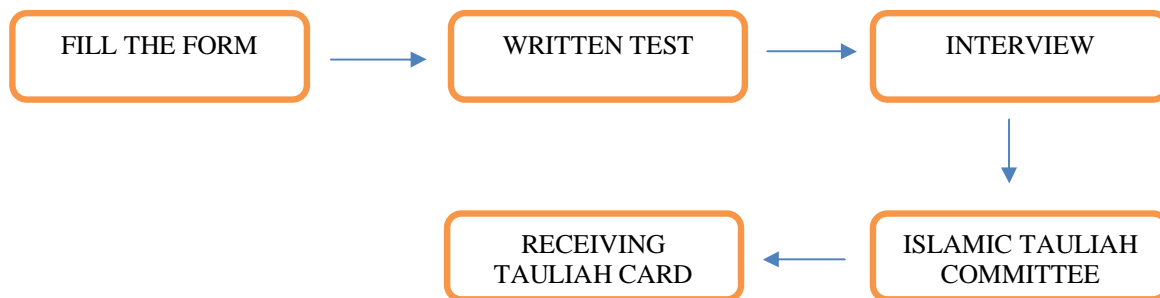 FILL THE FORM
WRITTEN TEST
INTERVIEW
ISLAMIC TAULIAH
COMMITTEE
RECEIVING
TAULIAH CARD